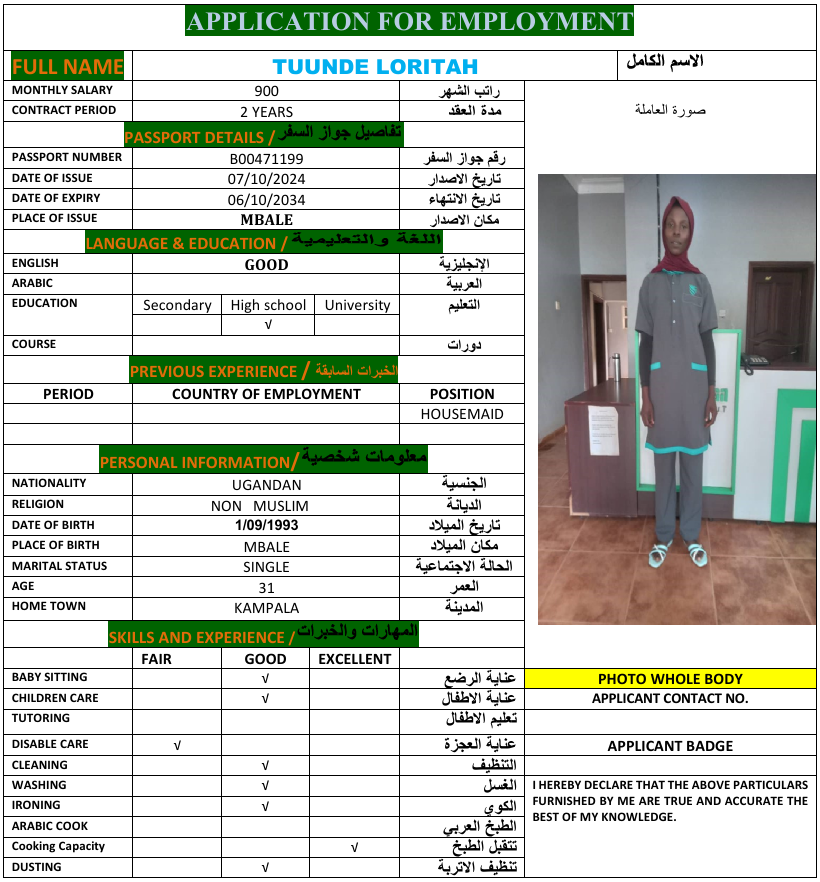 APPLICATION FOR EMPLOYMENT
FULL NAME TUUNDE LORITAH الاسم الكامل
MONTHLY SALARY 900 راتب الشهر
CONTRACT PERIOD 2 YEARS مدة العقد
صورة العاملة
PASSPORT DETAILS / تفاصيل جواز السفر
PASSPORT NUMBER B00471199 رقم جواز السفر
DATE OF ISSUE 07/10/2024 تاريخ الاصدار
DATE OF EXPIRY 06/10/2034 تاريخ الانتهاء
PLACE OF ISSUE MBALE مكان الاصدار
LANGUAGE & EDUCATION / اللغة والتعليمية
ENGLISH GOOD الإنجليزية
ARABIC العربية
EDUCATION Secondary High school University التعليم
√
COURSE دورات
PREVIOUS EXPERIENCE / الخبرات السابقة
PERIOD COUNTRY OF EMPLOYMENT POSITION
HOUSEMAID
PERSONAL INFORMATION/ معلومات شخصية
NATIONALITY UGANDAN الجنسية
RELIGION NON MUSLIM الديانة
DATE OF BIRTH 1/09/1993 تاريخ الميلاد
PLACE OF BIRTH MBALE مكان الميلاد
MARITAL STATUS SINGLE الحالة الاجتماعية
AGE 31 العمر
HOME TOWN KAMPALA المدينة
SKILLS AND EXPERIENCE / المهارات والخبرات
FAIR GOOD EXCELLENT
BABY SITTING √ عناية الرضع
PHOTO WHOLE BODY
CHILDREN CARE √ عناية الاطفال
APPLICANT CONTACT NO.
TUTORING تعليم الاطفال
DISABLE CARE √ عناية العجزة
APPLICANT BADGE
CLEANING √ التنظيف
WASHING √ الغسل
IRONING √ الكوي
ARABIC COOK الطبخ العربي
Cooking Capacity √ تتقبل الطبخ
DUSTING √ تنظيف الاتربة
I HEREBY DECLARE THAT THE ABOVE PARTICULARS
FURNISHED BY ME ARE TRUE AND ACCURATE THE
BEST OF MY KNOWLEDGE.